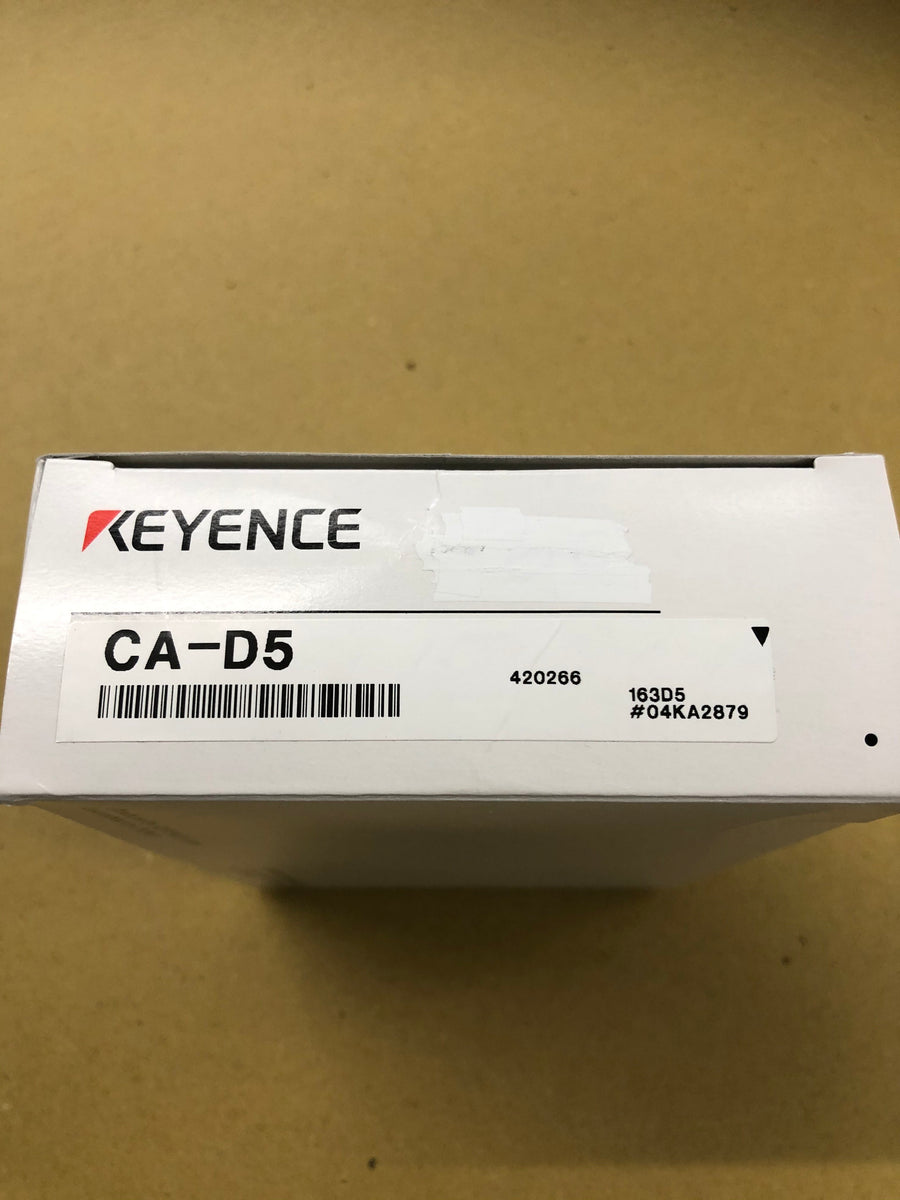 KEYENCE
CA-D5
420266
163D5
#04KA2879